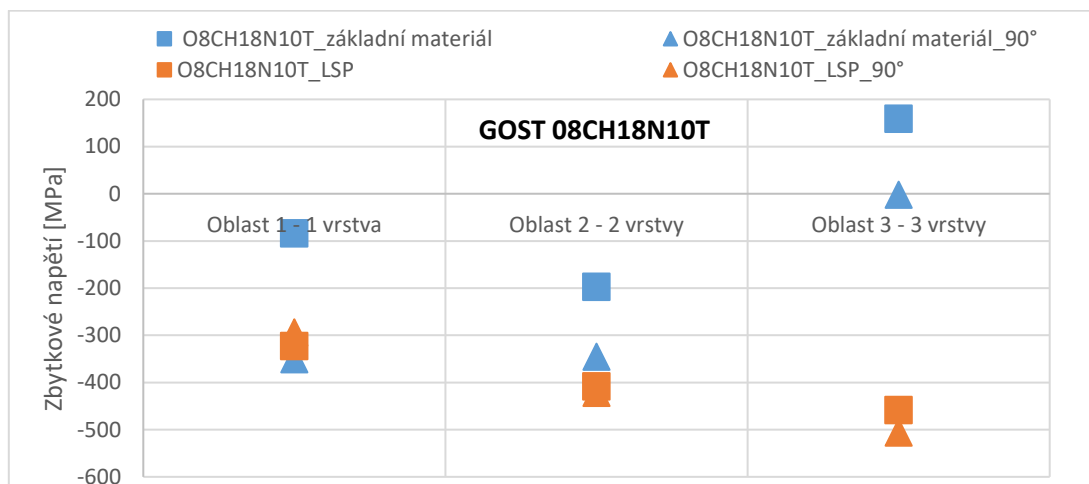 O8CH18N10T_základní materiál
O8CH18N10T_základní materiál_90°
O8CH18N10T_LSP
O8CH18N10T_LSP_90°
GOST 08CH18N10T
Zbytkové napětí [MPa]
200
100
0
-100
-200
-300
-400
-500
-600
Oblast 1 - 1 vrstva
Oblast 2 - 2 vrstvy
Oblast 3 - 3 vrstvy